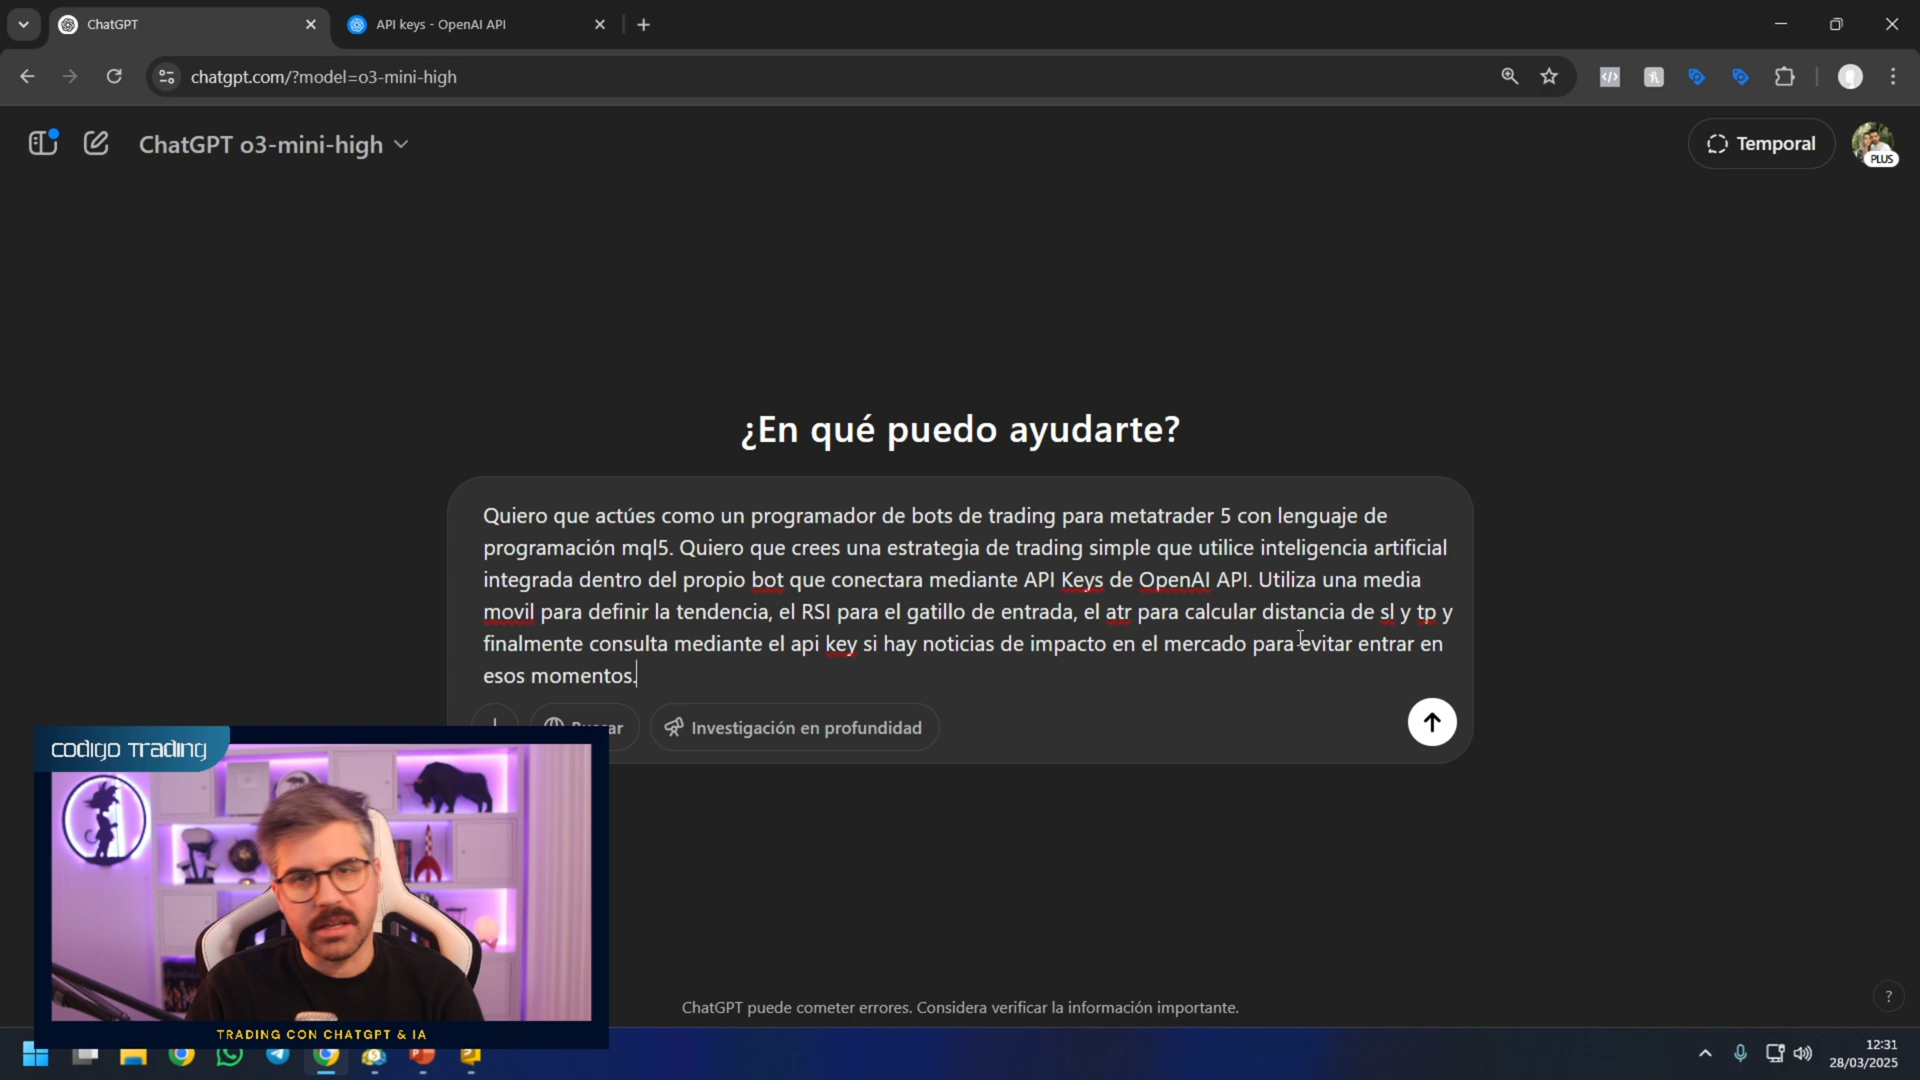 ChatGPT
API keys - OpenAI API
chatgpt.com/?model=o3-mini-high
ChatGPT o3-mini-high
Temporal
PLUS
¿En qué puedo ayudarte?
Quiero que actúes como un programador de bots de trading para metatrader 5 con lenguaje de
programación mql5. Quiero que crees una estrategia de trading simple que utilice inteligencia artificial
integrada dentro del propio bot que conectara mediante API Keys de OpenAI API. Utiliza una media
movil para definir la tendencia, el RSI para el gatillo de entrada, el atr para calcular distancia de sl y tp y
finalmente consulta mediante el api key si hay noticias de impacto en el mercado para evitar entrar en
esos momentos.
Buscar
Investigación en profundidad
codigo Trading
TRADING CON CHATGPT & IA
ChatGPT puede cometer errores. Considera verificar la información importante.
?
12:31
28/03/2025